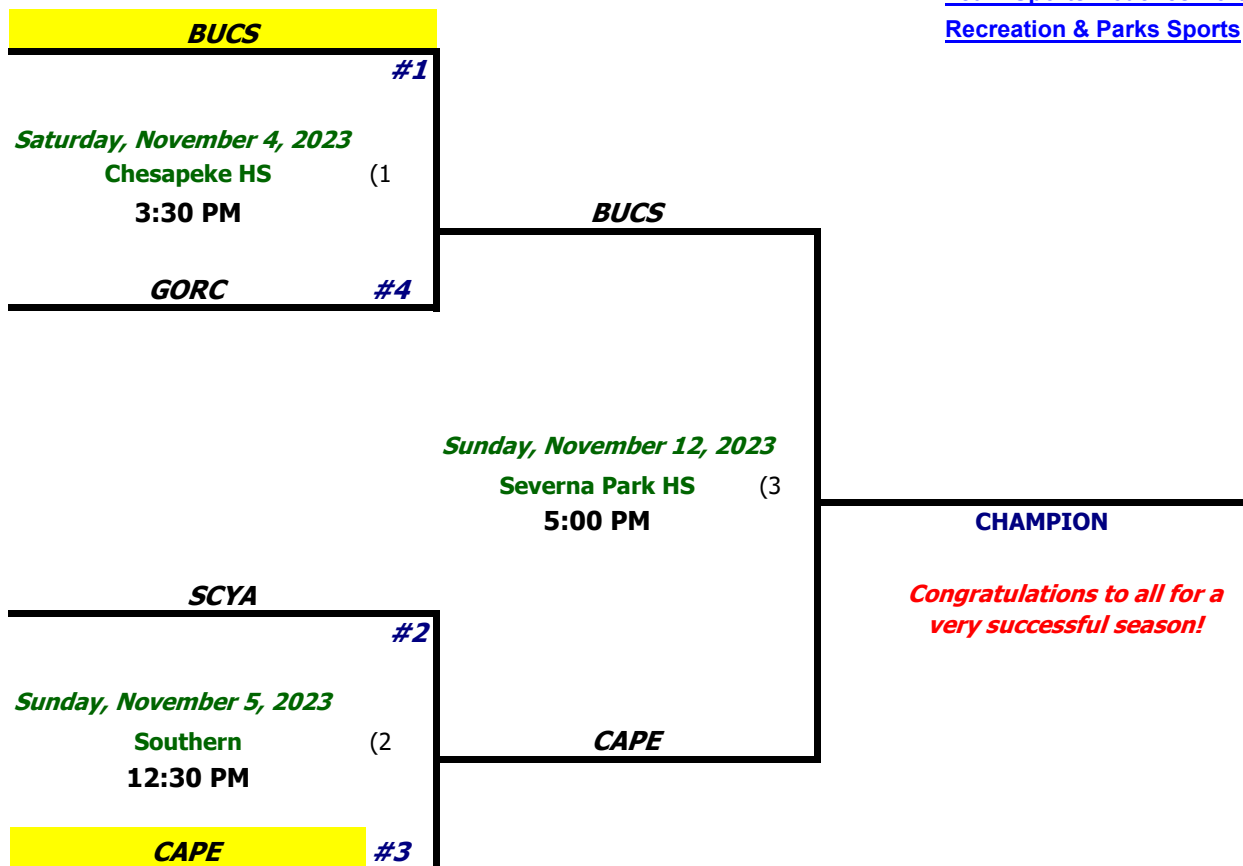 BUCS
Recreation & Parks Sports
#1
Saturday, November 4, 2023
Chesapeke HS (1
3:30 PM
BUCS
GORC #4
Sunday, November 12, 2023
Severna Park HS (3
5:00 PM
CHAMPION
SCYA
Congratulations to all for a
very successful season!
#2
Sunday, November 5, 2023
Southern (2
CAPE
12:30 PM
CAPE #3